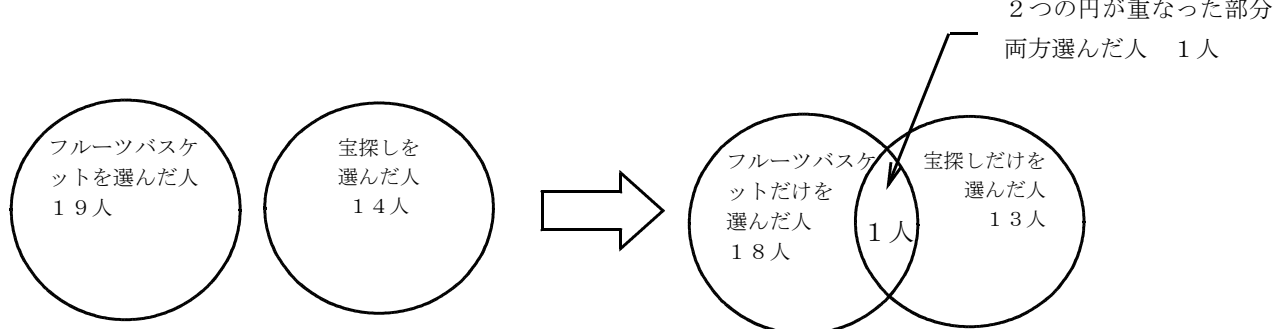 ２つの円が重なった部分
両方選んだ人　１人
フルーツバスケ
ットを選んだ人
１９人
宝探しを
選んだ人
１４人
フルーツバスケ
ットだけを
選んだ人
１８人
１人
宝探しだけを
選んだ人
１３人